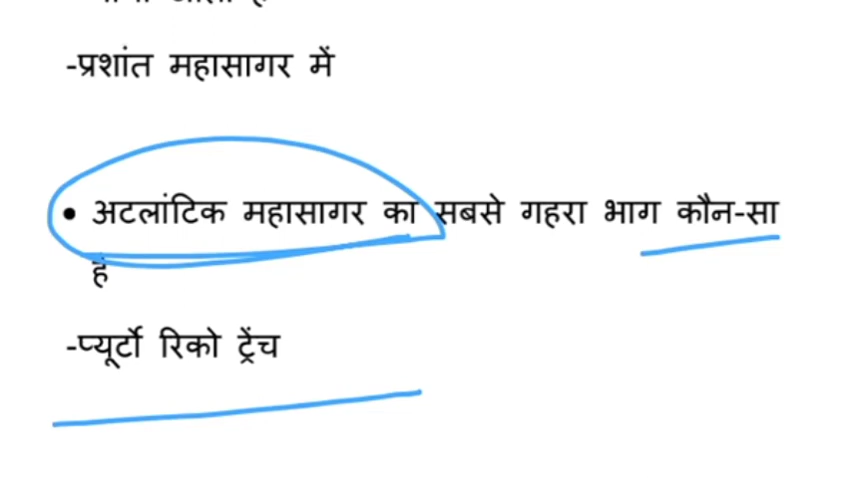 -प्रशांत महासागर में
• अटलांटिक महासागर का सबसे गहरा भाग कौन-सा
है
-प्यूर्टो रिको ट्रेंच